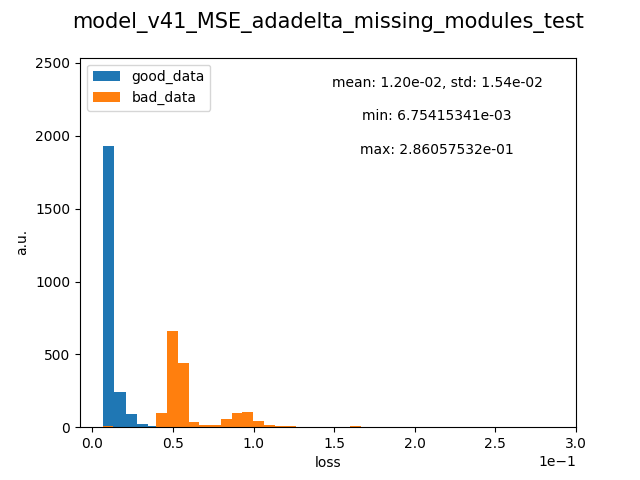 model_v41_MSE_adadelta_missing_modules_test
good_data
bad_data
mean: 1.20e-02, std: 1.54e-02
min: 6.75415341e-03
max: 2.86057532e-01
a.u.
2500
2000
1500
1000
500
0
0.0 0.5 1.0 1.5 2.0 2.5 3.0
1e−1
loss